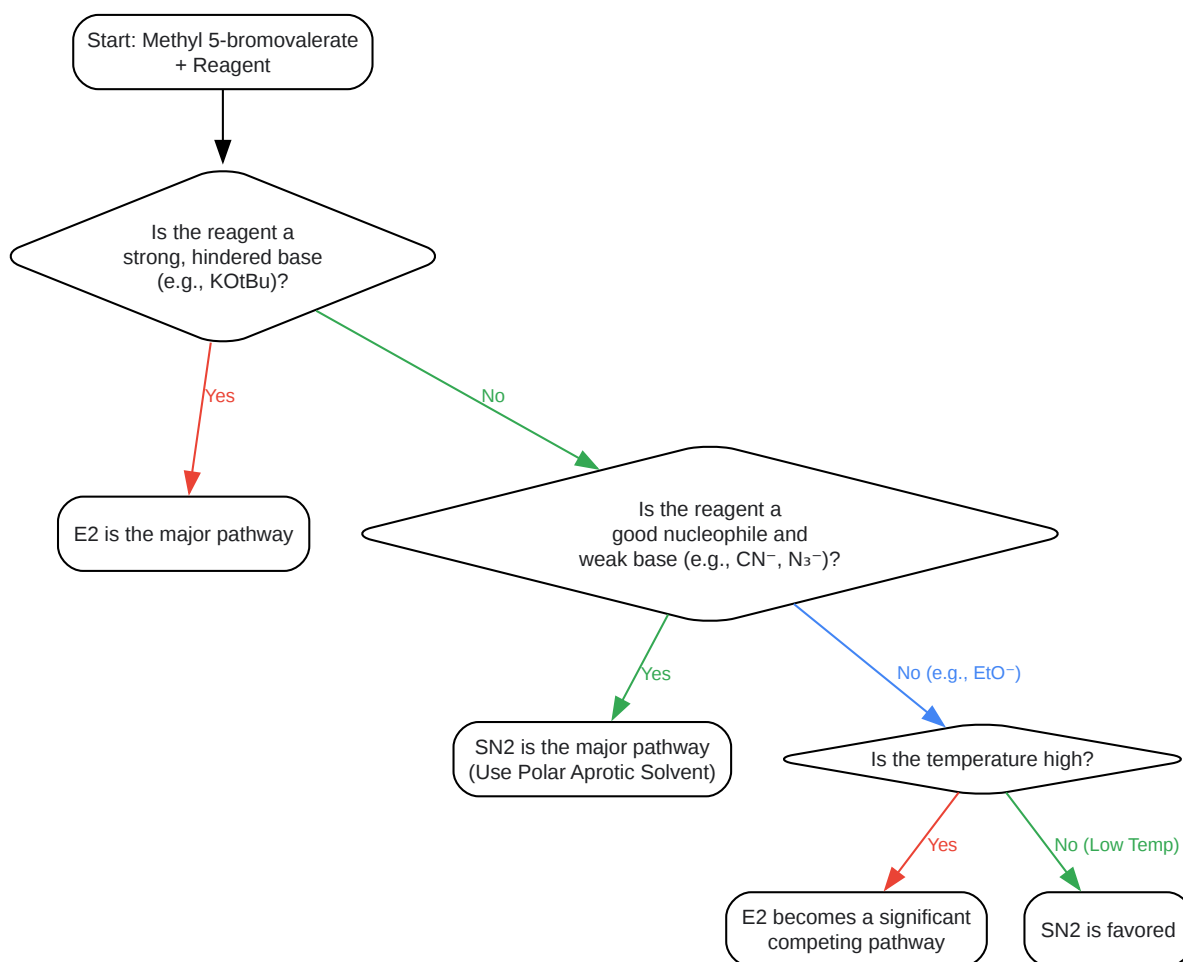 Start: Methyl 5-bromovalerate
+ Reagent
Is the reagent a
strong, hindered base
(e.g., KOtBu)?
Yes
No
E2 is the major pathway
Is the reagent a
good nucleophile and
weak base (e.g., CN⁻, N₃⁻)?
Yes
No (e.g., EtO⁻)
SN2 is the major pathway
(Use Polar Aprotic Solvent)
Is the temperature high?
Yes
No (Low Temp)
E2 becomes a significant
competing pathway
SN2 is favored